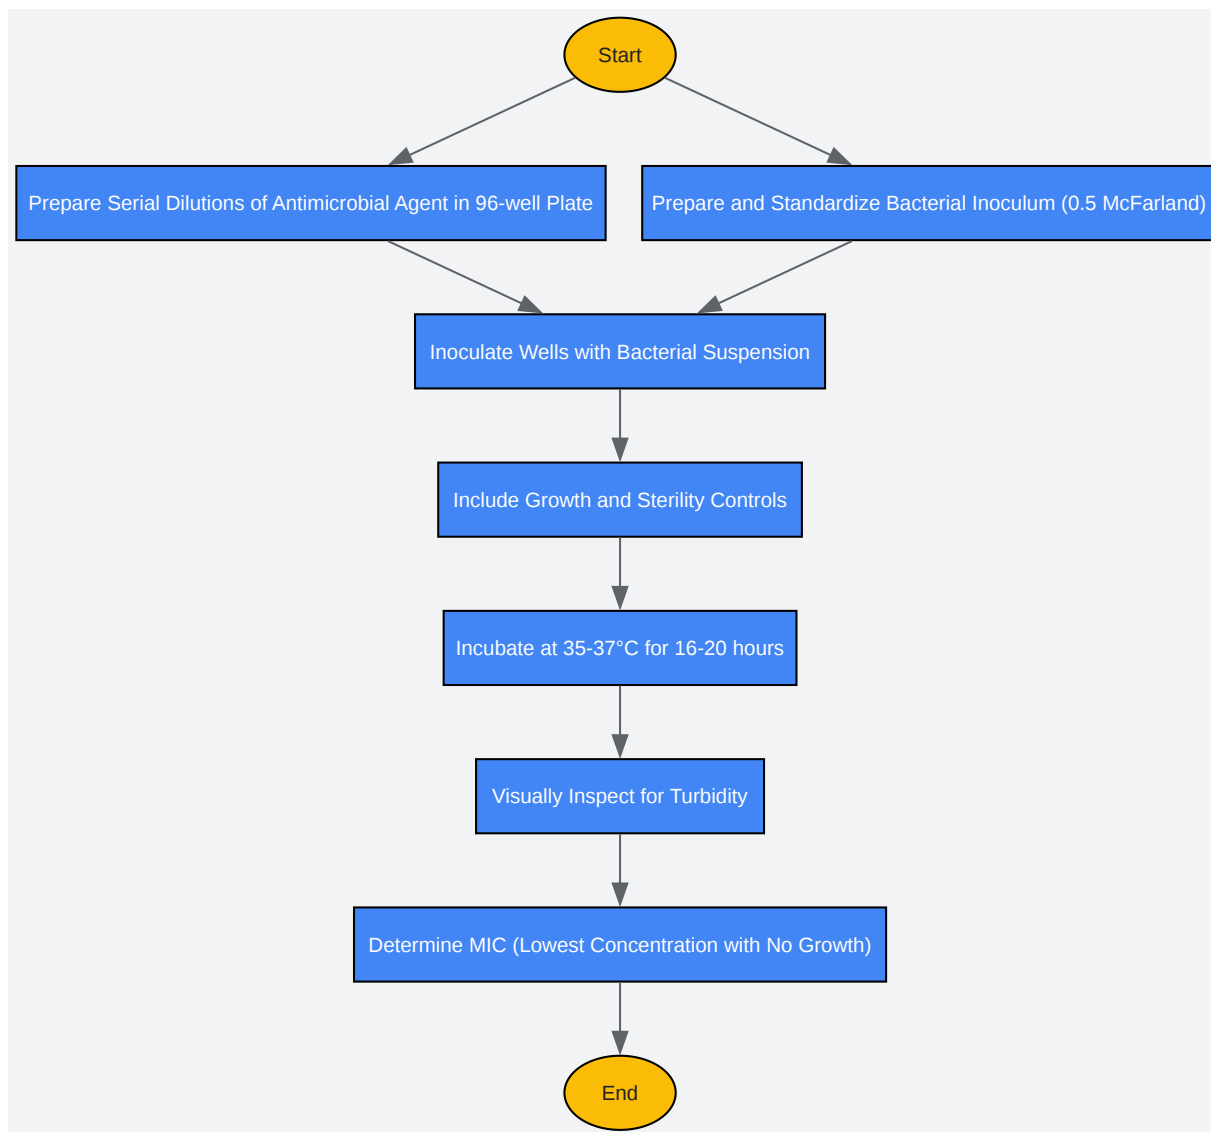 Start
Prepare Serial Dilutions of Antimicrobial Agent in 96-well Plate
Prepare and Standardize Bacterial Inoculum (0.5 McFarland)
Inoculate Wells with Bacterial Suspension
Include Growth and Sterility Controls
Incubate at 35-37°C for 16-20 hours
Visually Inspect for Turbidity
Determine MIC (Lowest Concentration with No Growth)
End